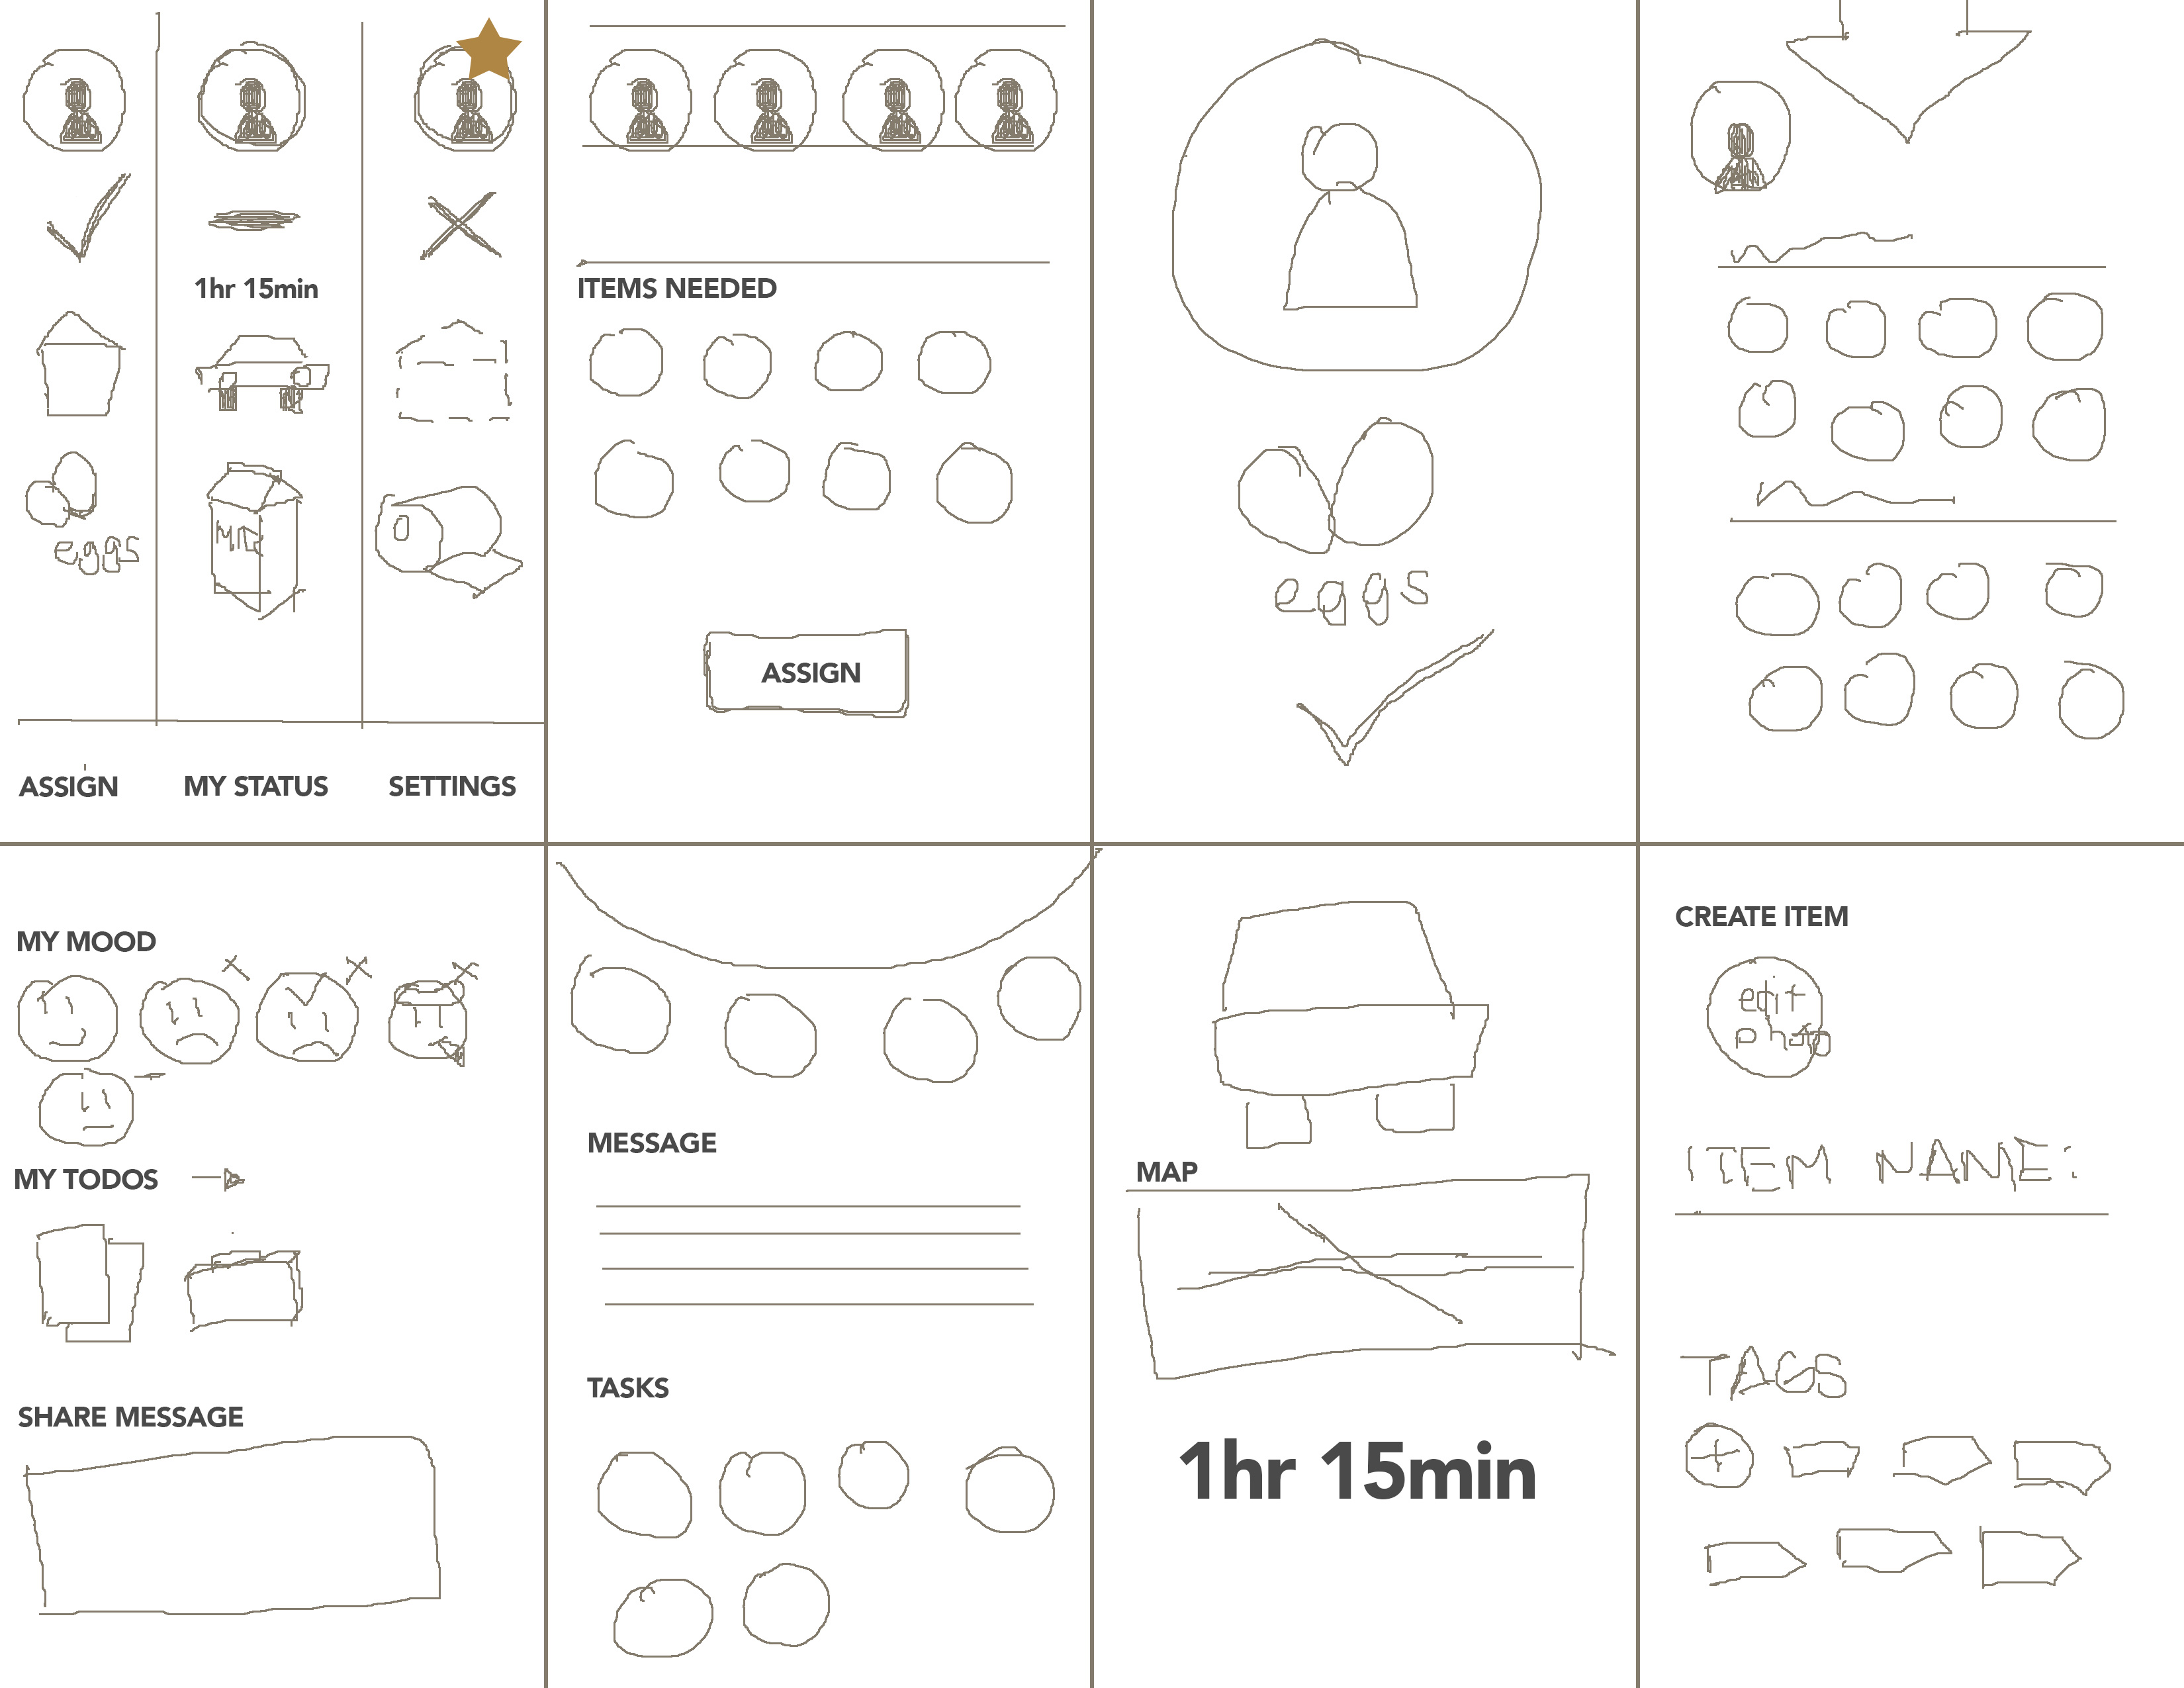 1hr 15min
eggs
MLK
ASSIGN
MY STATUS
SETTINGS
ITEMS NEEDED
ASSIGN
eggs
MY MOOD
MY TODOS
SHARE MESSAGE
MESSAGE
TASKS
MAP
1hr 15min
CREATE ITEM
edit
photo
ITEM NAME:
TAGS